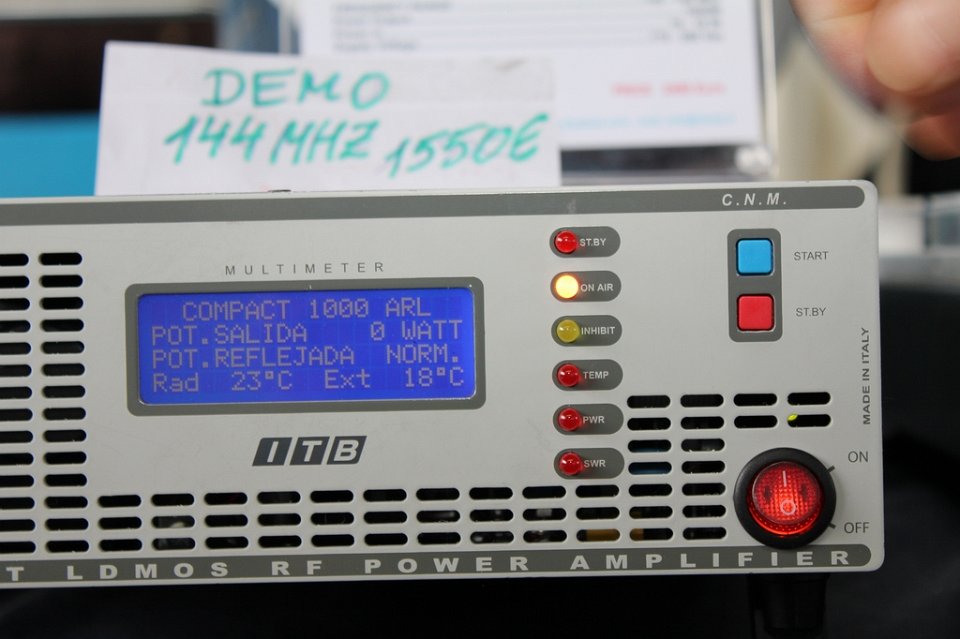 DEMO
144MHZ 1550€
C.N.M.
MULTIMETER
COMPACT 1000 ARL
POT.SALIDA 0 WATT
POT.REFLEJADA NORM.
Rad 23°C Ext 18°C
ITB
ST.BY
ON AIR
INHIBIT
TEMP
PWR
SWR
START
ST.BY
MADE IN ITALY
ON
OFF
T LDMOS RF POWER AMPLIFIER